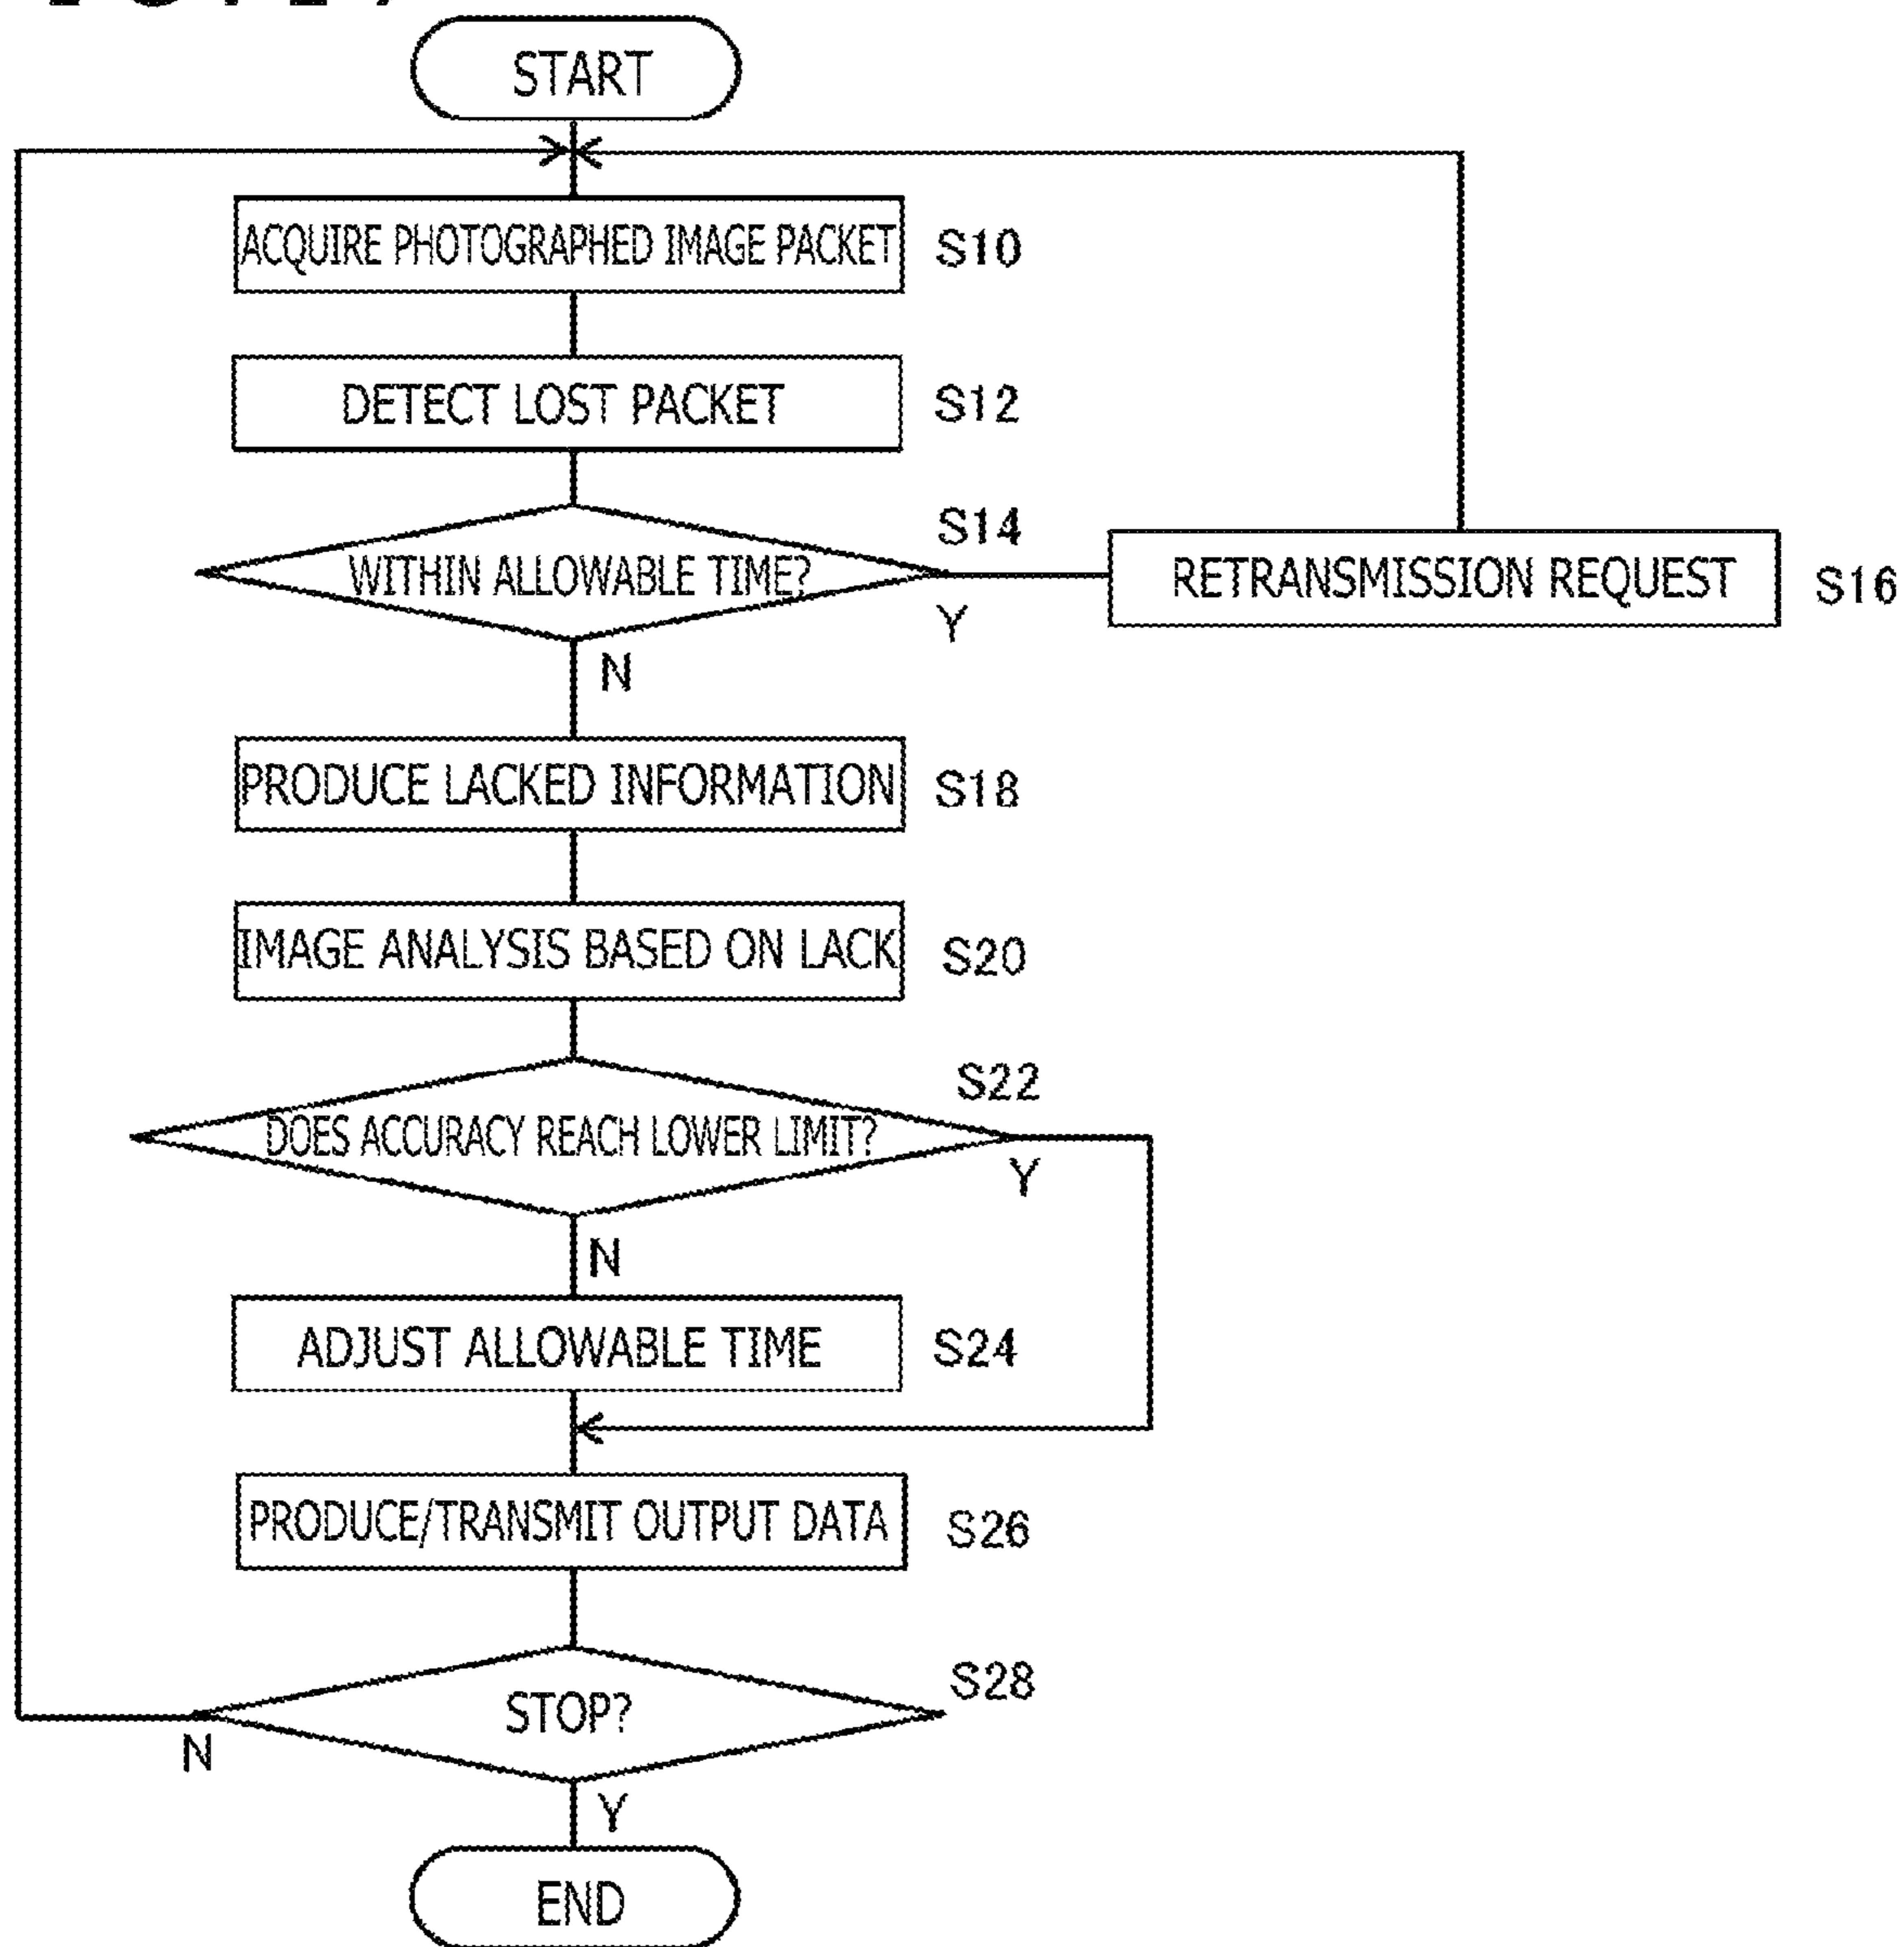 START
ACQUIRE PHOTOGRAPHED IMAGE PACKET S10
DETECT LOST PACKET S12
S14
WITHIN ALLOWABLE TIME?
Y
RETRANSMISSION REQUEST S16
N
PRODUCE LACKED INFORMATION S18
IMAGE ANALYSIS BASED ON LACK S20
S22
DOES ACCURACY REACH LOWER LIMIT?
Y
N
ADJUST ALLOWABLE TIME S24
PRODUCE/TRANSMIT OUTPUT DATA S26
S28
STOP?
N
Y
END